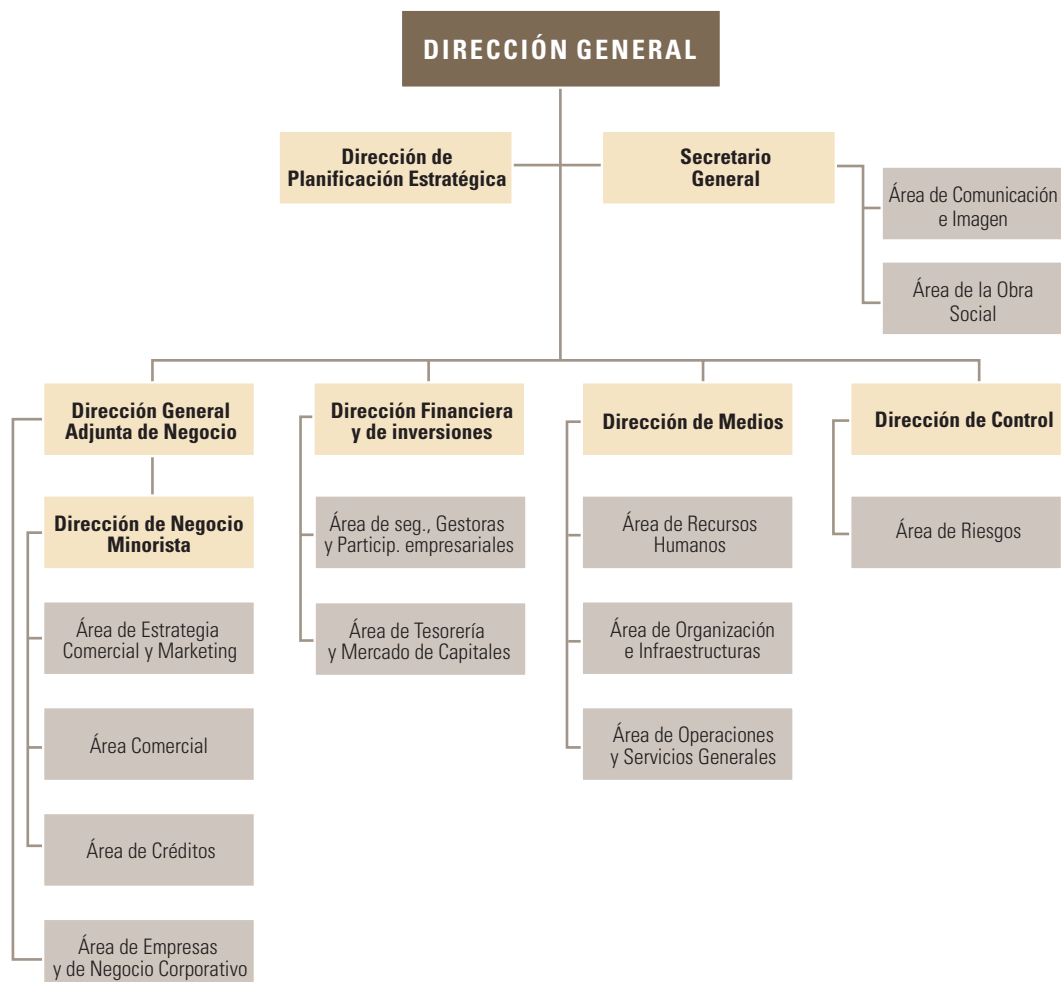 DIRECCIÓN GENERAL
Dirección de
Planificación Estratégica
Secretario
General
Área de Comunicación
e Imagen
Área de la Obra
Social
Dirección General
Adjunta de Negocio
Dirección Financiera
y de inversiones
Dirección de Medios
Dirección de Control
Dirección de Negocio
Minorista
Área de seg., Gestoras
y Particip. empresariales
Área de Recursos
Humanos
Área de Riesgos
Área de Estrategia
Comercial y Marketing
Área de Tesorería
y Mercado de Capitales
Área de Organización
e Infraestructuras
Área Comercial
Área de Operaciones
y Servicios Generales
Área de Créditos
Área de Empresas
y de Negocio Corporativo